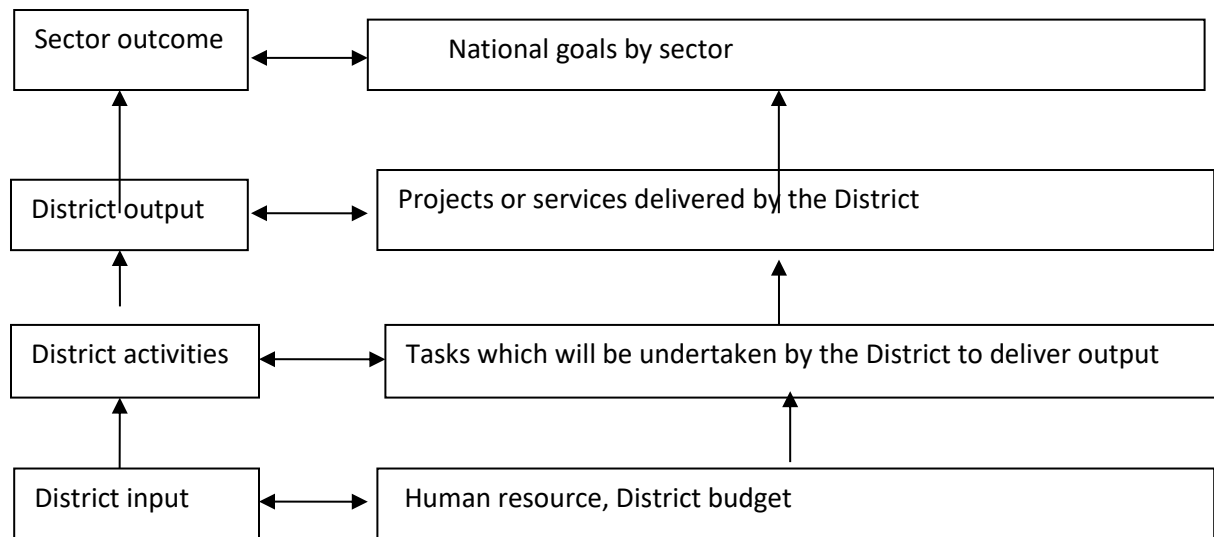 Sector outcome
National goals by sector
District output
Projects or services delivered by the District
District activities
Tasks which will be undertaken by the District to deliver output
District input
Human resource, District budget